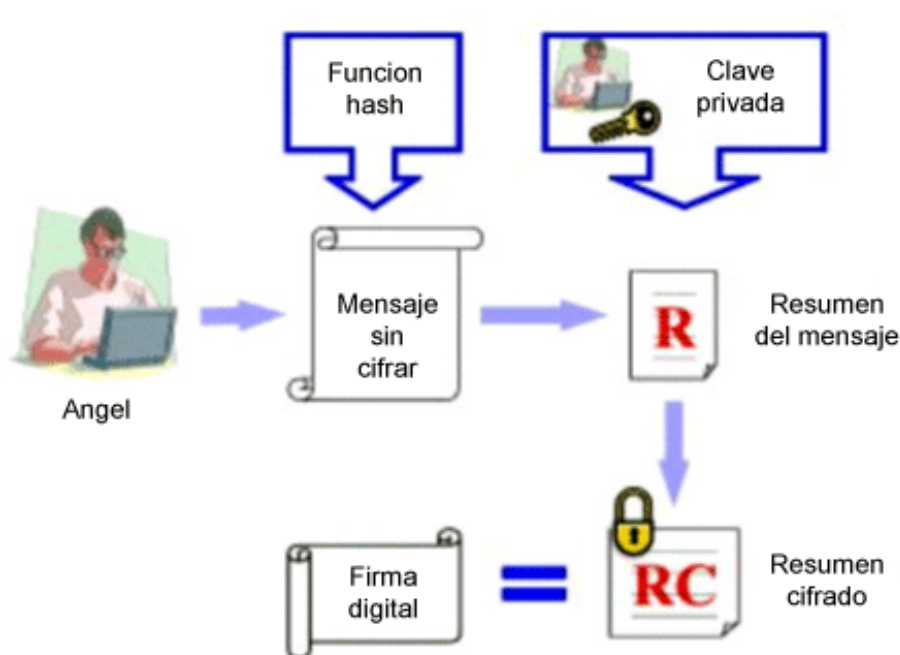 Funcion
hash
Clave
privada
Mensaje
sin
cifrar
R
Resumen
del mensaje
Angel
Firma
digital
RC
Resumen
cifrado